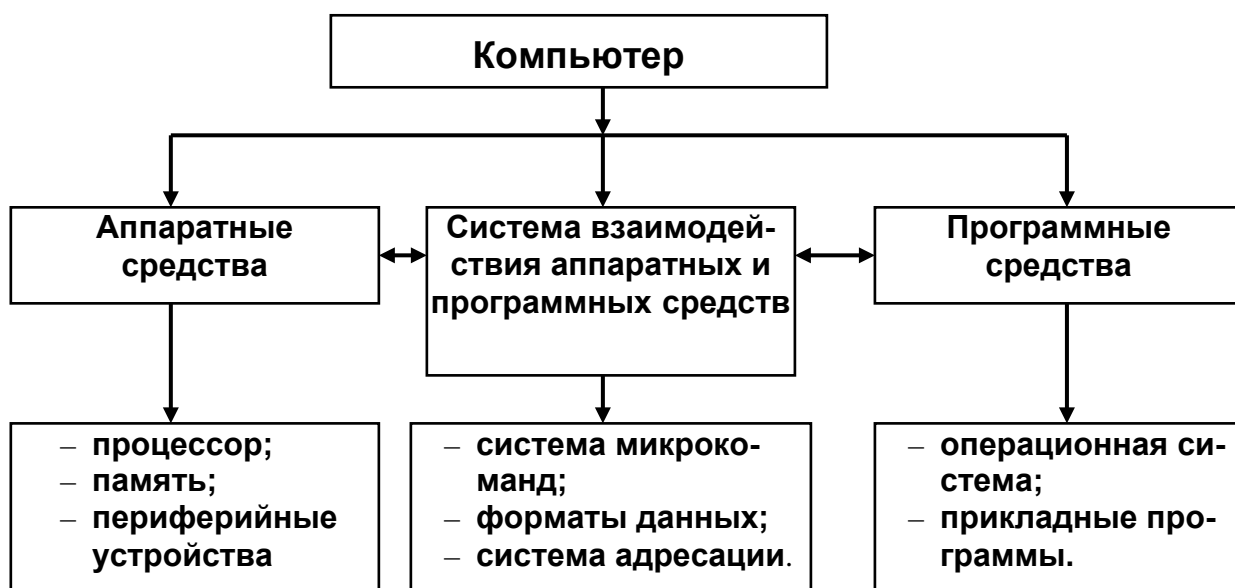 Компьютер
Аппаратные
средства
Система взаимодей-
ствия аппаратных и
программных средств
Программные
средства
– процессор;
– память;
– периферийные
устройства
– система микроко-
манд;
– форматы данных;
– система адресации.
– операционная си-
стема;
– прикладные про-
граммы.